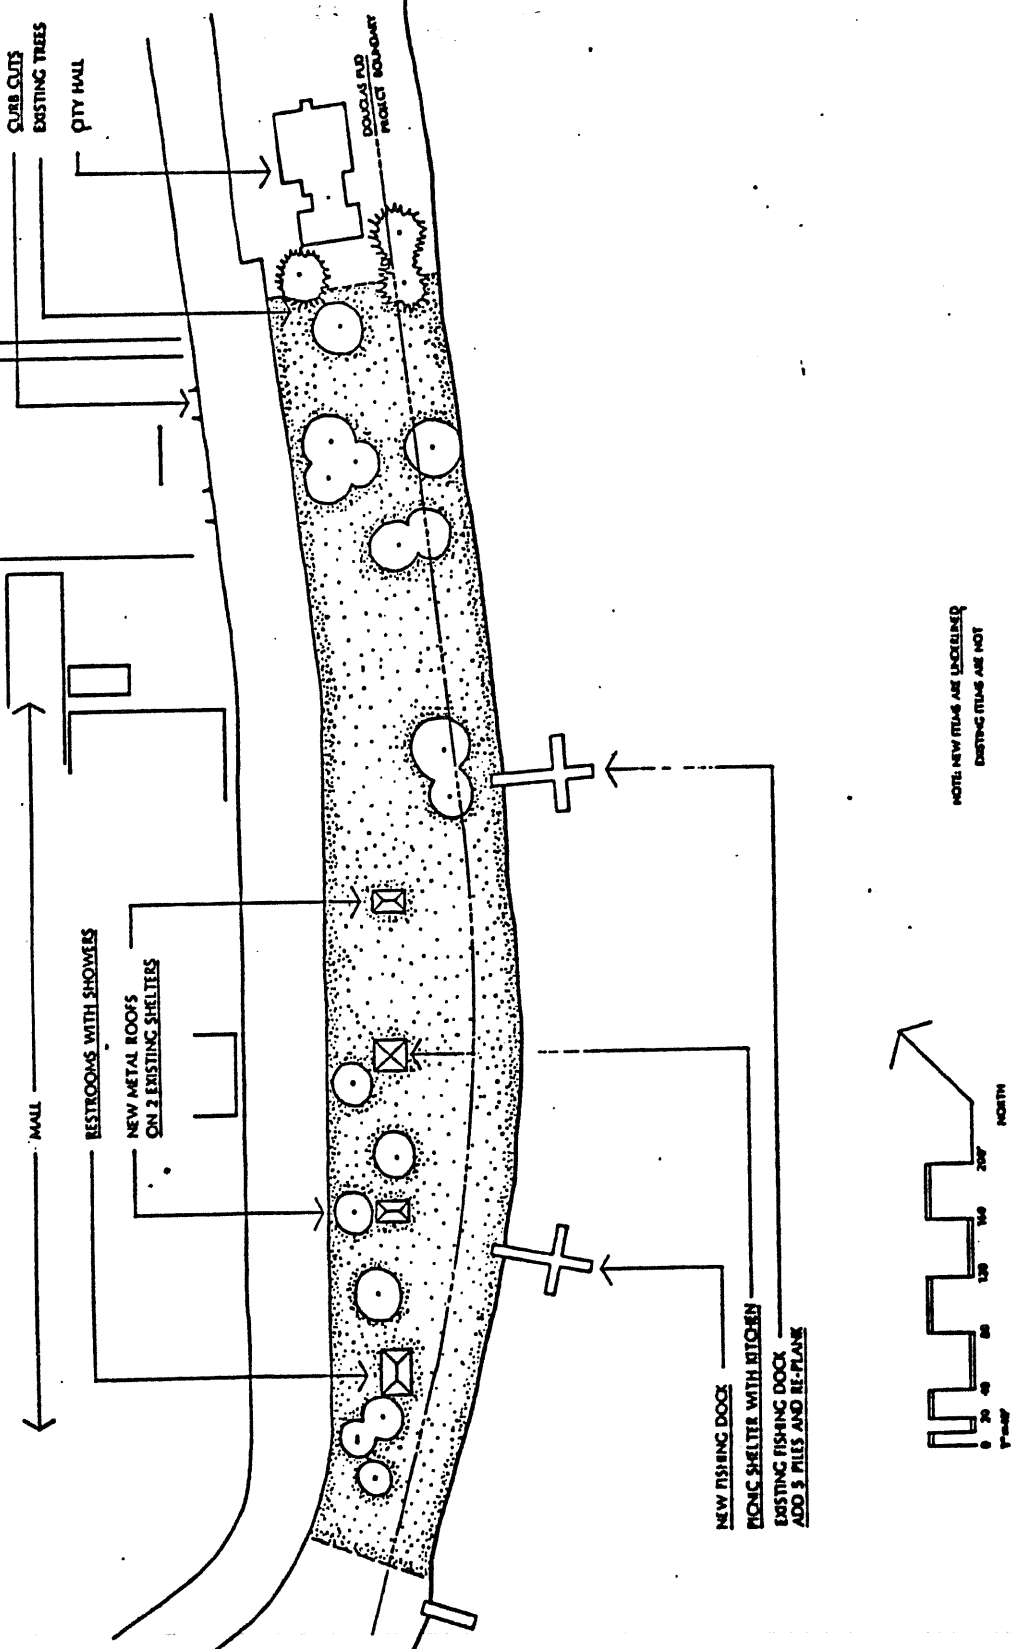 CURB CUTS
EXISTING TREES
CITY HALL
DOUGLAS PUD
PROJECT BOUNDARY
MALL
RESTROOMS WITH SHOWERS
NEW METAL ROOFS
ON 2 EXISTING SHELTERS
NEW FISHING DOCK
PICNIC SHELTER WITH KITCHEN
EXISTING FISHING DOCK
ADD 5 PILES AND RE-PLANK
NOTE: NEW ITEMS ARE UNDERLINED,
EXISTING ITEMS ARE NOT
0 20 40 80 120 160 200'
1"=40'
NORTH